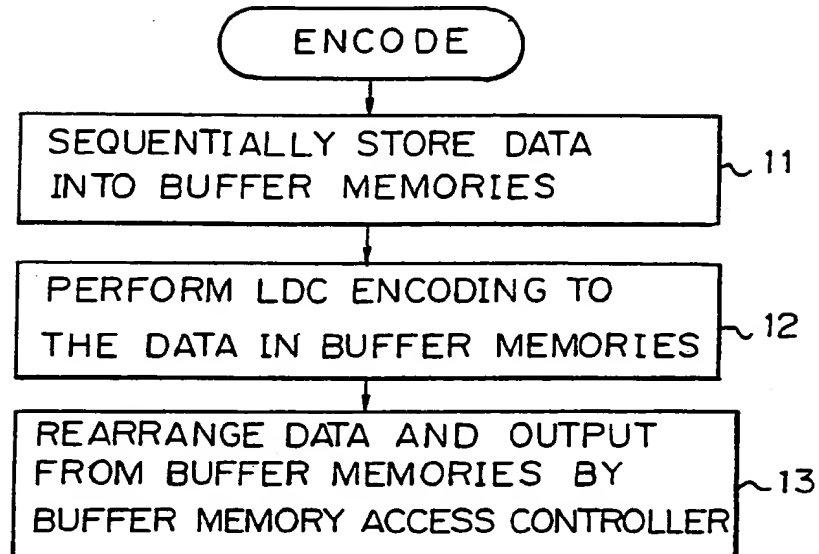 ENCODE
SEQUENTIALLY STORE DATA
INTO BUFFER MEMORIES
11
PERFORM LDC ENCODING TO
THE DATA IN BUFFER MEMORIES
12
REARRANGE DATA AND OUTPUT
FROM BUFFER MEMORIES BY
BUFFER MEMORY ACCESS CONTROLLER
13